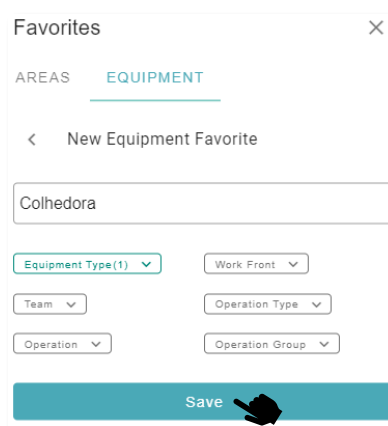 Favorites
AREAS EQUIPMENT
New Equipment Favorite
Colhedora
Equipment Type(1) Work Front
Team Operation Type
Operation Operation Group
Save